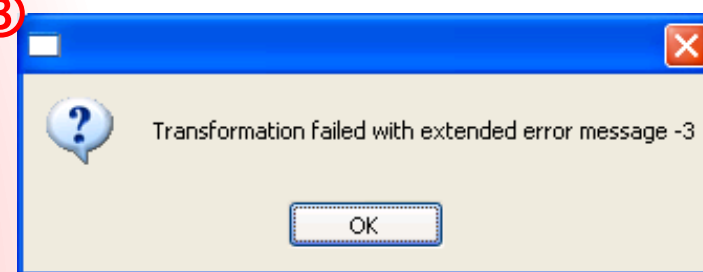 3)
Transformation failed with extended error message -3
OK